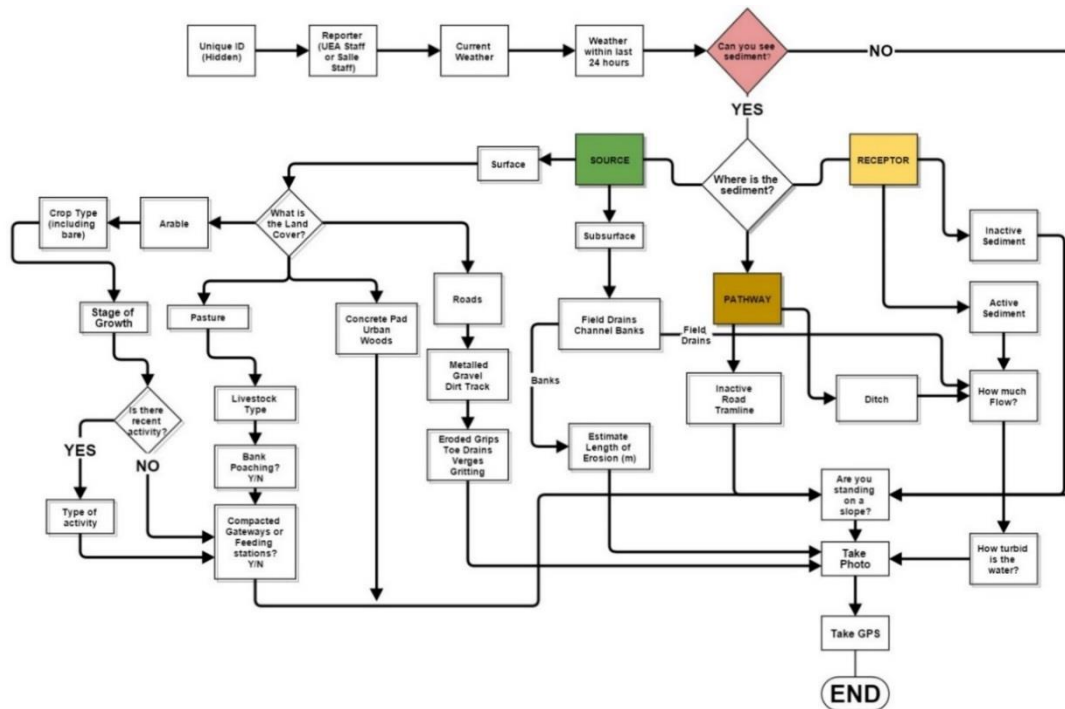 Unique ID
(Hidden)
Reporter
(UEA Staff
or Salle
Staff)
Current
Weather
Weather
within last
24 hours
Can you see
sediment?
NO
YES
Surface
SOURCE
Where is the
sediment?
RECEPTOR
Crop Type
(including
bare)
Arable
What is
the Land
Cover?
Subsurface
Inactive
Sediment
Roads
PATHWAY
Stage of
Growth
Pasture
Concrete Pad
Urban
Woods
Field Drains
Channel Banks
Field
Drains
Active
Sediment
Metalled
Gravel
Dirt Track
Banks
Inactive
Road
Tramline
Ditch
How much
Flow?
Is there
recent
activity?
Livestock
Type
YES
NO
Bank
Poaching?
Y/N
Eroded Grips
Toe Drains
Verges
Gritting
Estimate
Length of
Erosion (m)
Are you
standing
on a
slope?
Type of
activity
Compacted
Gateways or
Feeding
stations?
Y/N
Take
Photo
How turbid
is the
water?
Take GPS
END